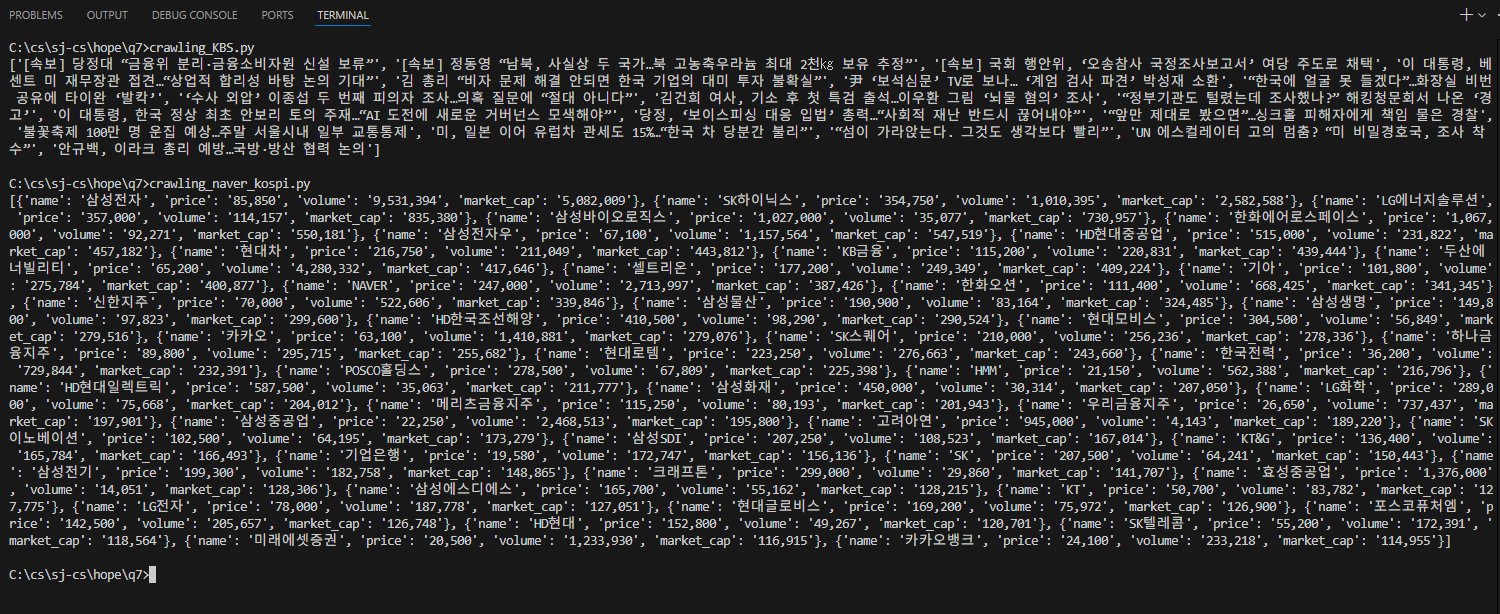 PROBLEMS OUTPUT DEBUG CONSOLE PORTS TERMINAL
C:\cs\sj-cs\hope\q7>crawling_KBS.py
['[속보] 당정대 “금융위 분리·금융소비자원 신설 보류”', '[속보] 정동영 “남북, 사실상 두 국가…북 고농축우라늄 최대 2천㎏ 보유 추정”', '[속보] 국회 행안위, ‘오송참사 국정조사보고서’ 여당 주도로 채택', '이 대통령, 베
센트 미 재무장관 접견…“상업적 합리성 바탕 논의 기대”', '김 총리 “비자 문제 해결 안되면 한국 기업의 대미 투자 불확실”', '尹 ‘보석심문’ TV로 보나… ‘계엄 검사 파견’ 박성재 소환', '“한국에 얼굴 못 들겠다”…화장실 비번
 공유에 타이완 ‘발칵’', '‘수사 외압’ 이종섭 두 번째 피의자 조사…의혹 질문에 “절대 아니다”', '김건희 여사, 기소 후 첫 특검 출석…이우환 그림 ‘뇌물 혐의’ 조사', '“정부기관도 털렸는데 조사했나?” 해킹청문회서 나온 ‘경
고’', '이 대통령, 한국 정상 최초 안보리 토의 주재…“AI 도전에 새로운 거버넌스 모색해야”', '당정, ‘보이스피싱 대응 입법’ 총력…“사회적 재난 반드시 끊어내야”', '“앞만 제대로 봤으면”…싱크홀 피해자에게 책임 물은 경찰',
'불꽃축제 100만 명 운집 예상…주말 서울시내 일부 교통통제', '미, 일본 이어 유럽차 관세도 15%…“한국 차 당분간 불리”', '“섬이 가라앉는다. 그것도 생각보다 빨리”', 'UN 에스컬레이터 고의 멈춤? “미 비밀경호국, 조사 착
수”', '안규백, 이라크 총리 예방…국방·방산 협력 논의']
C:\cs\sj-cs\hope\q7>crawling_naver_kospi.py
[{'name': '삼성전자', 'price': '85,850', 'volume': '9,531,394', 'market_cap': '5,082,009'}, {'name': 'SK하이닉스', 'price': '354,750', 'volume': '1,010,395', 'market_cap': '2,582,588'}, {'name': 'LG에너지솔루션',
 'price': '357,000', 'volume': '114,157', 'market_cap': '835,380'}, {'name': '삼성바이오로직스', 'price': '1,027,000', 'volume': '35,077', 'market_cap': '730,957'}, {'name': '한화에어로스페이스', 'price': '1,067,
000', 'volume': '92,271', 'market_cap': '550,181'}, {'name': '삼성전자우', 'price': '67,100', 'volume': '1,157,564', 'market_cap': '547,519'}, {'name': 'HD현대중공업', 'price': '515,000', 'volume': '231,822', 'ma
rket_cap': '457,182'}, {'name': '현대차', 'price': '216,750', 'volume': '211,049', 'market_cap': '443,812'}, {'name': 'KB금융', 'price': '115,200', 'volume': '220,831', 'market_cap': '439,444'}, {'name': '두산에
너빌리티', 'price': '65,200', 'volume': '4,280,332', 'market_cap': '417,646'}, {'name': '셀트리온', 'price': '177,200', 'volume': '249,349', 'market_cap': '409,224'}, {'name': '기아', 'price': '101,800', 'volume'
: '275,784', 'market_cap': '400,877'}, {'name': 'NAVER', 'price': '247,000', 'volume': '2,713,997', 'market_cap': '387,426'}, {'name': '한화오션', 'price': '111,400', 'volume': '668,425', 'market_cap': '341,345'}
, {'name': '신한지주', 'price': '70,000', 'volume': '522,606', 'market_cap': '339,846'}, {'name': '삼성물산', 'price': '190,900', 'volume': '83,164', 'market_cap': '324,485'}, {'name': '삼성생명', 'price': '149,8
00', 'volume': '97,823', 'market_cap': '299,600'}, {'name': 'HD한국조선해양', 'price': '410,500', 'volume': '98,290', 'market_cap': '290,524'}, {'name': '현대모비스', 'price': '304,500', 'volume': '56,849', 'mark
et_cap': '279,516'}, {'name': '카카오', 'price': '63,100', 'volume': '1,410,881', 'market_cap': '279,076'}, {'name': 'SK스퀘어', 'price': '210,000', 'volume': '256,236', 'market_cap': '278,336'}, {'name': '하나금
융지주', 'price': '89,800', 'volume': '295,715', 'market_cap': '255,682'}, {'name': '현대로템', 'price': '223,250', 'volume': '276,663', 'market_cap': '243,660'}, {'name': '한국전력', 'price': '36,200', 'volume':
 '729,844', 'market_cap': '232,391'}, {'name': 'POSCO홀딩스', 'price': '278,500', 'volume': '67,809', 'market_cap': '225,398'}, {'name': 'HMM', 'price': '21,150', 'volume': '562,388', 'market_cap': '216,796'}, {'
name': 'HD현대일렉트릭', 'price': '587,500', 'volume': '35,063', 'market_cap': '211,777'}, {'name': '삼성화재', 'price': '450,000', 'volume': '30,314', 'market_cap': '207,050'}, {'name': 'LG화학', 'price': '289,0
00', 'volume': '75,668', 'market_cap': '204,012'}, {'name': '메리츠금융지주', 'price': '115,250', 'volume': '80,193', 'market_cap': '201,943'}, {'name': '우리금융지주', 'price': '26,650', 'volume': '737,437', 'ma
rket_cap': '197,901'}, {'name': '삼성중공업', 'price': '22,250', 'volume': '2,468,513', 'market_cap': '195,800'}, {'name': '고려아연', 'price': '945,000', 'volume': '4,143', 'market_cap': '189,220'}, {'name': 'SK
이노베이션', 'price': '102,500', 'volume': '64,195', 'market_cap': '173,279'}, {'name': '삼성SDI', 'price': '207,250', 'volume': '108,523', 'market_cap': '167,014'}, {'name': 'KT&G', 'price': '136,400', 'volume':
'165,784', 'market_cap': '166,493'}, {'name': '기업은행', 'price': '19,580', 'volume': '172,747', 'market_cap': '156,136'}, {'name': 'SK', 'price': '207,500', 'volume': '64,241', 'market_cap': '150,443'}, {'name
': '삼성전기', 'price': '199,300', 'volume': '182,758', 'market_cap': '148,865'}, {'name': '크래프톤', 'price': '299,000', 'volume': '29,860', 'market_cap': '141,707'}, {'name': '효성중공업', 'price': '1,376,000'
, 'volume': '14,051', 'market_cap': '128,306'}, {'name': '삼성에스디에스', 'price': '165,700', 'volume': '55,162', 'market_cap': '128,215'}, {'name': 'KT', 'price': '50,700', 'volume': '83,782', 'market_cap': '12
7,775'}, {'name': 'LG전자', 'price': '78,000', 'volume': '187,778', 'market_cap': '127,051'}, {'name': '현대글로비스', 'price': '169,200', 'volume': '75,972', 'market_cap': '126,900'}, {'name': '포스코퓨처엠', 'p
rice': '142,500', 'volume': '205,657', 'market_cap': '126,748'}, {'name': 'HD현대', 'price': '152,800', 'volume': '49,267', 'market_cap': '120,701'}, {'name': 'SK텔레콤', 'price': '55,200', 'volume': '172,391',
'market_cap': '118,564'}, {'name': '미래에셋증권', 'price': '20,500', 'volume': '1,233,930', 'market_cap': '116,915'}, {'name': '카카오뱅크', 'price': '24,100', 'volume': '233,218', 'market_cap': '114,955'}]
C:\cs\sj-cs\hope\q7>